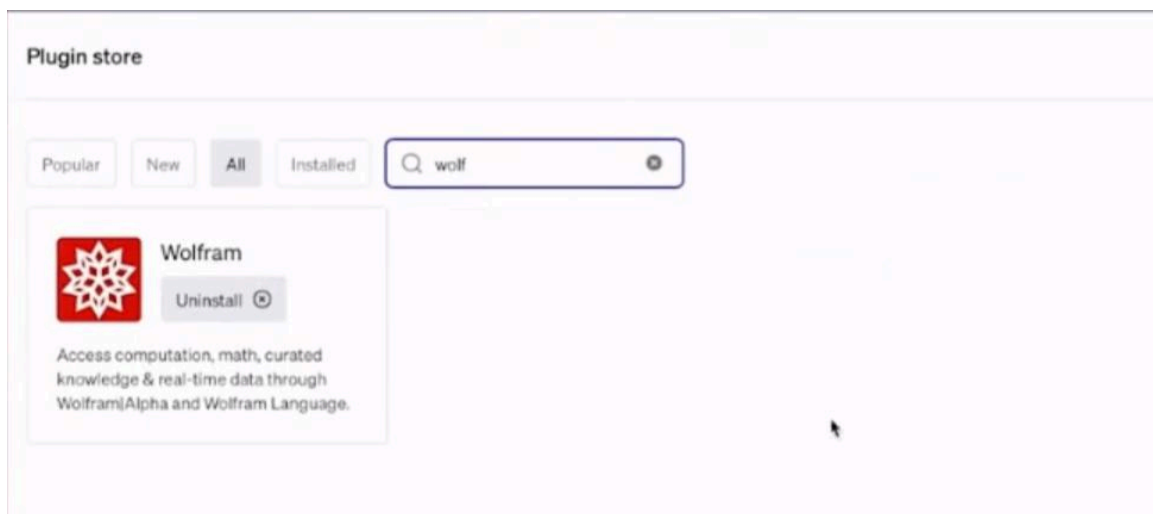 Plugin store
Popular New All Installed wolf
Wolfram
Uninstall
Access computation, math, curated
knowledge & real-time data through
Wolfram|Alpha and Wolfram Language.